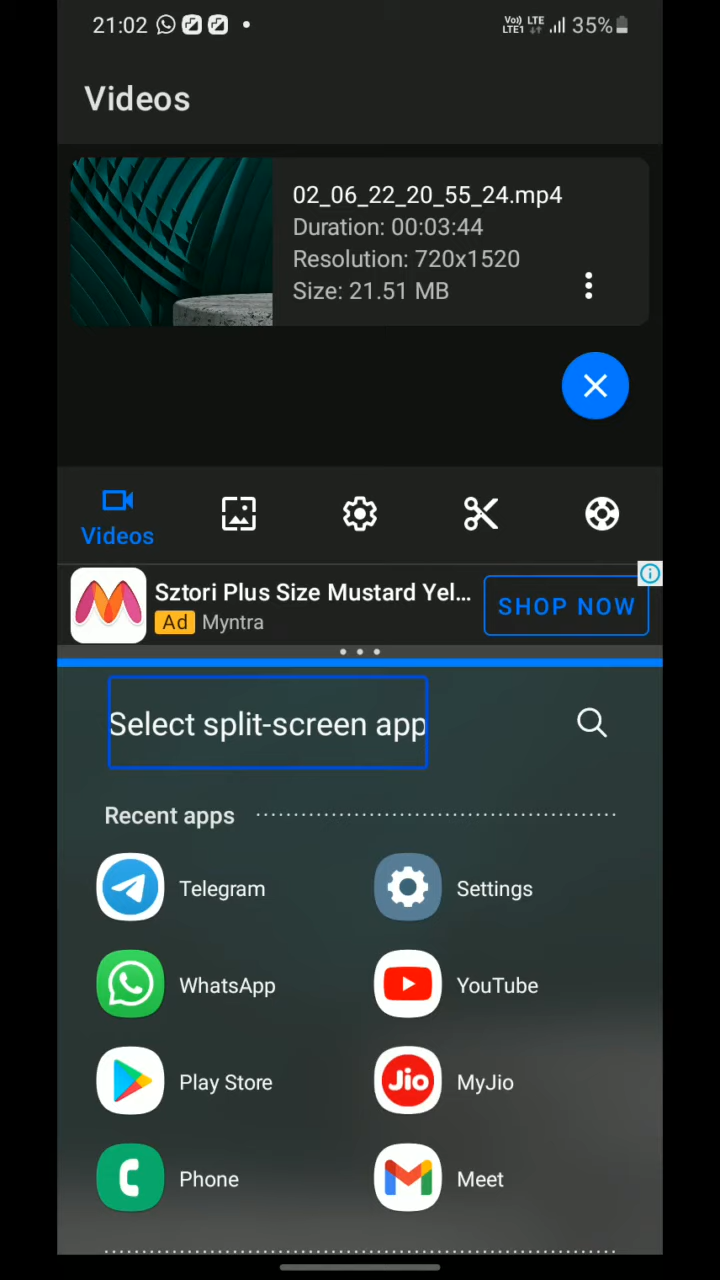 21:02
Vo) LTE
LTE1
35%
Videos
02_06_22_20_55_24.mp4
Duration: 00:03:44
Resolution: 720x1520
Size: 21.51 MB
Videos
Sztori Plus Size Mustard Yel...
Ad Myntra
SHOP NOW
Select split-screen app
Recent apps
Telegram
Settings
WhatsApp
YouTube
Play Store
Jio
MyJio
Phone
Meet